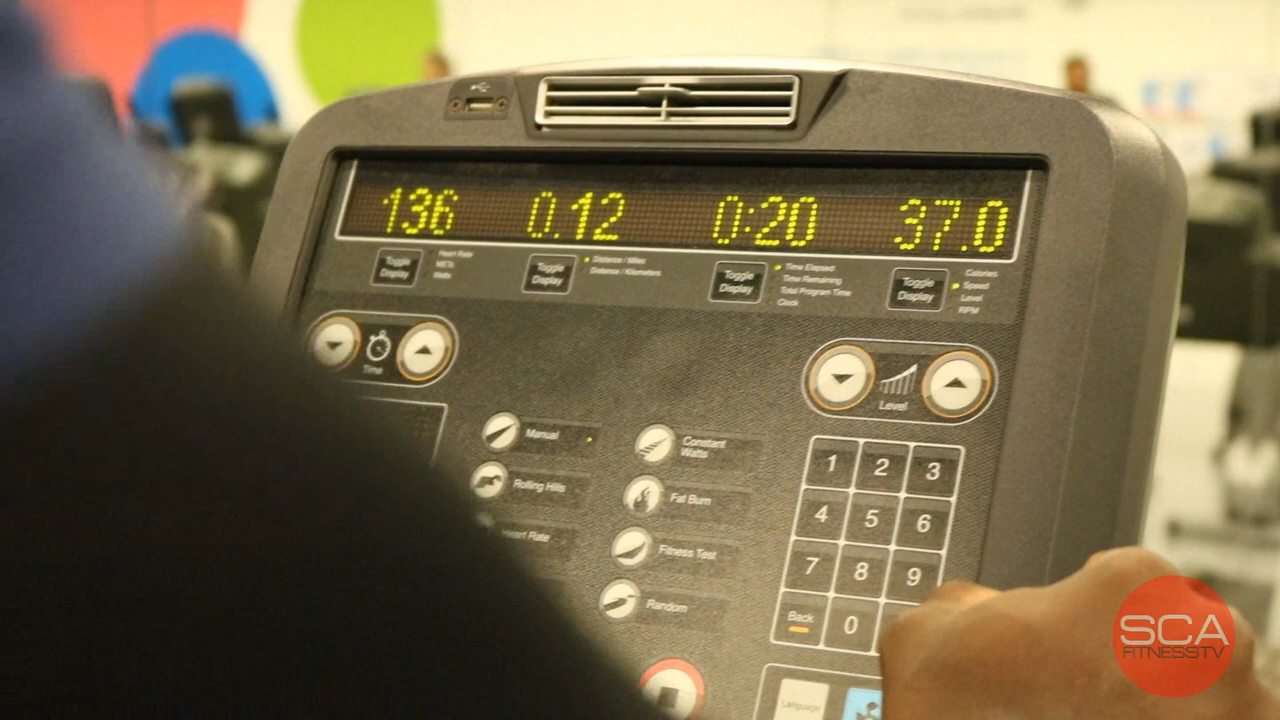 136 0.12 0:20 37.0
Toggle
Display
Heart Rate
METs
Watts
Toggle
Display
Distance / Miles
Distance / Kilometers
Toggle
Display
Time Elapsed
Time Remaining
Total Program Time
Clock
Toggle
Display
Calories
Speed
Level
RPM
Time
Level
Manual
Rolling Hills
Heart Rate
Constant
Watts
Fat Burn
Fitness Test
Random
1 2 3
4 5 6
7 8 9
Back 0
Language
SCA
FITNESSTV